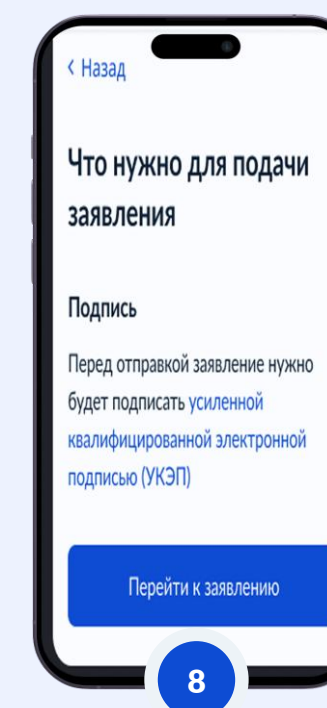 < Назад
Что нужно для подачи
заявления
Подпись
Перед отправкой заявление нужно
будет подписать усиленной
квалифицированной электронной
подписью (УКЭП)
Перейти к заявлению
8